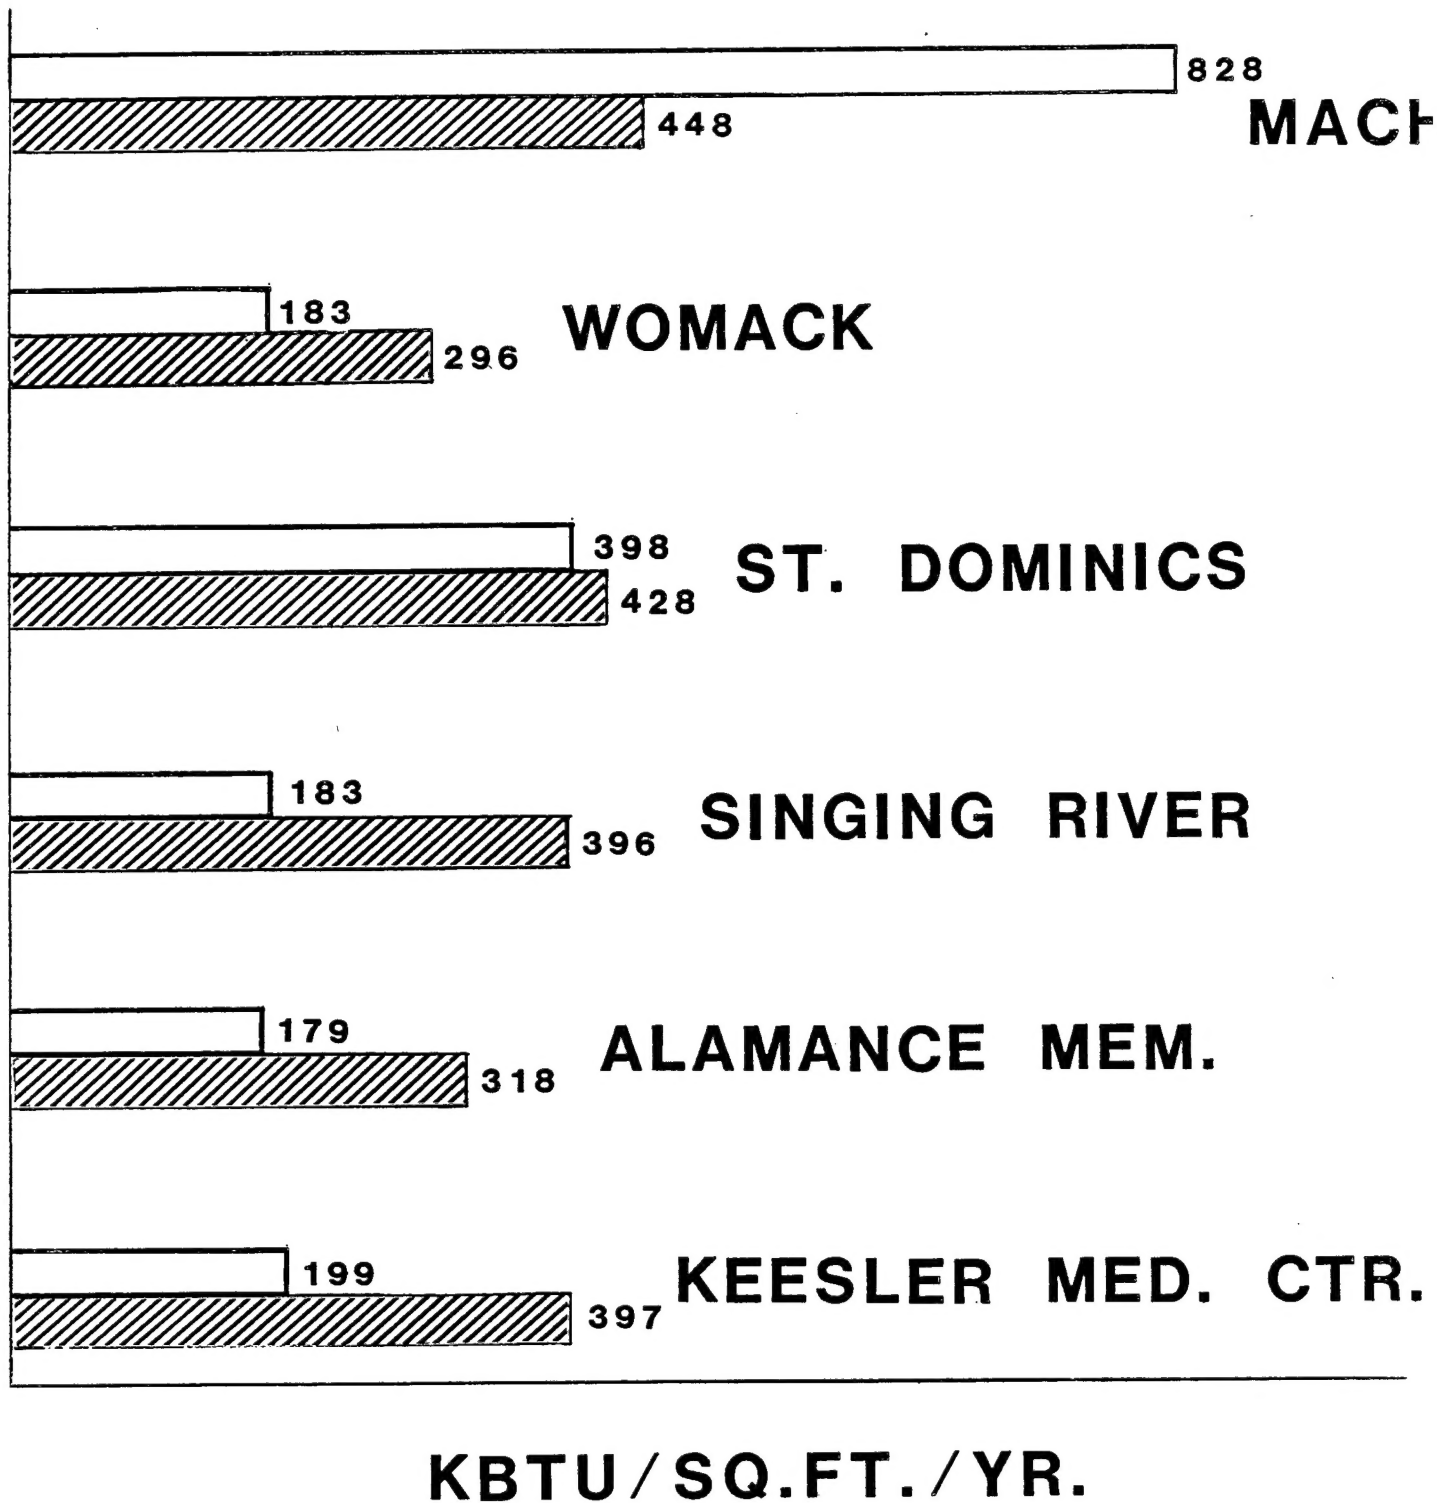 828
448
MACH
183
WOMACK
296
398
ST. DOMINICS
428
183
SINGING RIVER
396
179
ALAMANCE MEM.
318
199
KEESLER MED. CTR.
397
KBTU/SQ.FT./YR.